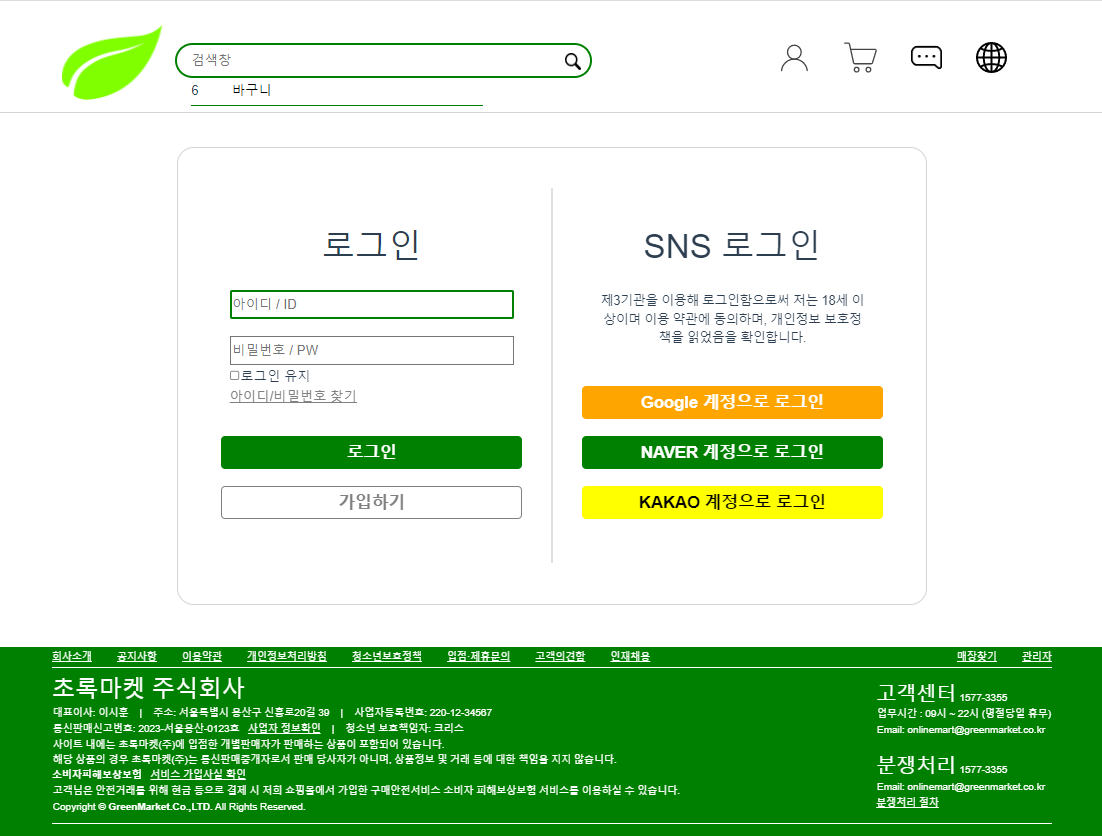 검색창
6 바구니
로그인
아이디 / ID
비밀번호 / PW
로그인 유지
아이디/비밀번호 찾기
로그인
가입하기
SNS 로그인
제3기관을 이용해 로그인함으로써 저는 18세 이
상이며 이용 약관에 동의하며, 개인정보 보호정
책을 읽었음을 확인합니다.
Google 계정으로 로그인
NAVER 계정으로 로그인
KAKAO 계정으로 로그인
회사소개 공지사항 이용약관 개인정보처리방침 청소년보호정책 입점·제휴문의 고객의견함 인재채용 매장찾기 관리자
초록마켓 주식회사
대표이사: 이시훈 | 주소: 서울특별시 용산구 신흥로20길 39 | 사업자등록번호: 220-12-34567
통신판매신고번호: 2023-서울용산-0123호 사업자 정보확인 | 청소년 보호책임자: 크리스
사이트 내에는 초록마켓(주)에 입점한 개별판매자가 판매하는 상품이 포함되어 있습니다.
해당 상품의 경우 초록마켓(주)는 통신판매중개자로서 판매 당사자가 아니며, 상품정보 및 거래 등에 대한 책임을 지지 않습니다.
소비자피해보상보험 서비스 가입사실 확인
고객님은 안전거래를 위해 현금 등으로 결제 시 저희 쇼핑몰에서 가입한 구매안전서비스 소비자 피해보상보험 서비스를 이용하실 수 있습니다.
Copyright © GreenMarket.Co.,LTD. All Rights Reserved.
고객센터 1577-3355
업무시간 : 09시 ~ 22시 (명절당일 휴무)
Email: onlinemart@greenmarket.co.kr
분쟁처리 1577-3355
Email: onlinemart@greenmarket.co.kr
분쟁처리 절차